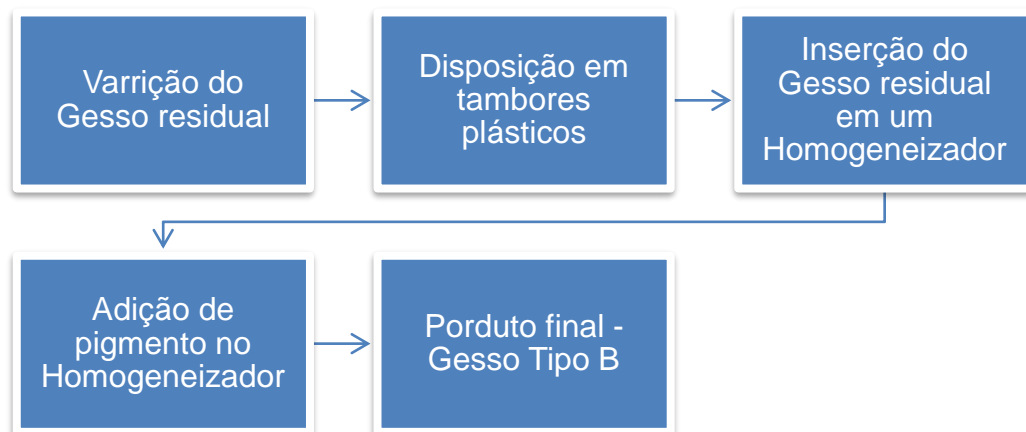 Varrição do
Gesso residual
Disposição em
tambores
plásticos
Inserção do
Gesso residual
em um
Homogeneizador
Adição de
pigmento no
Homogeneizador
Porduto final -
Gesso Tipo B